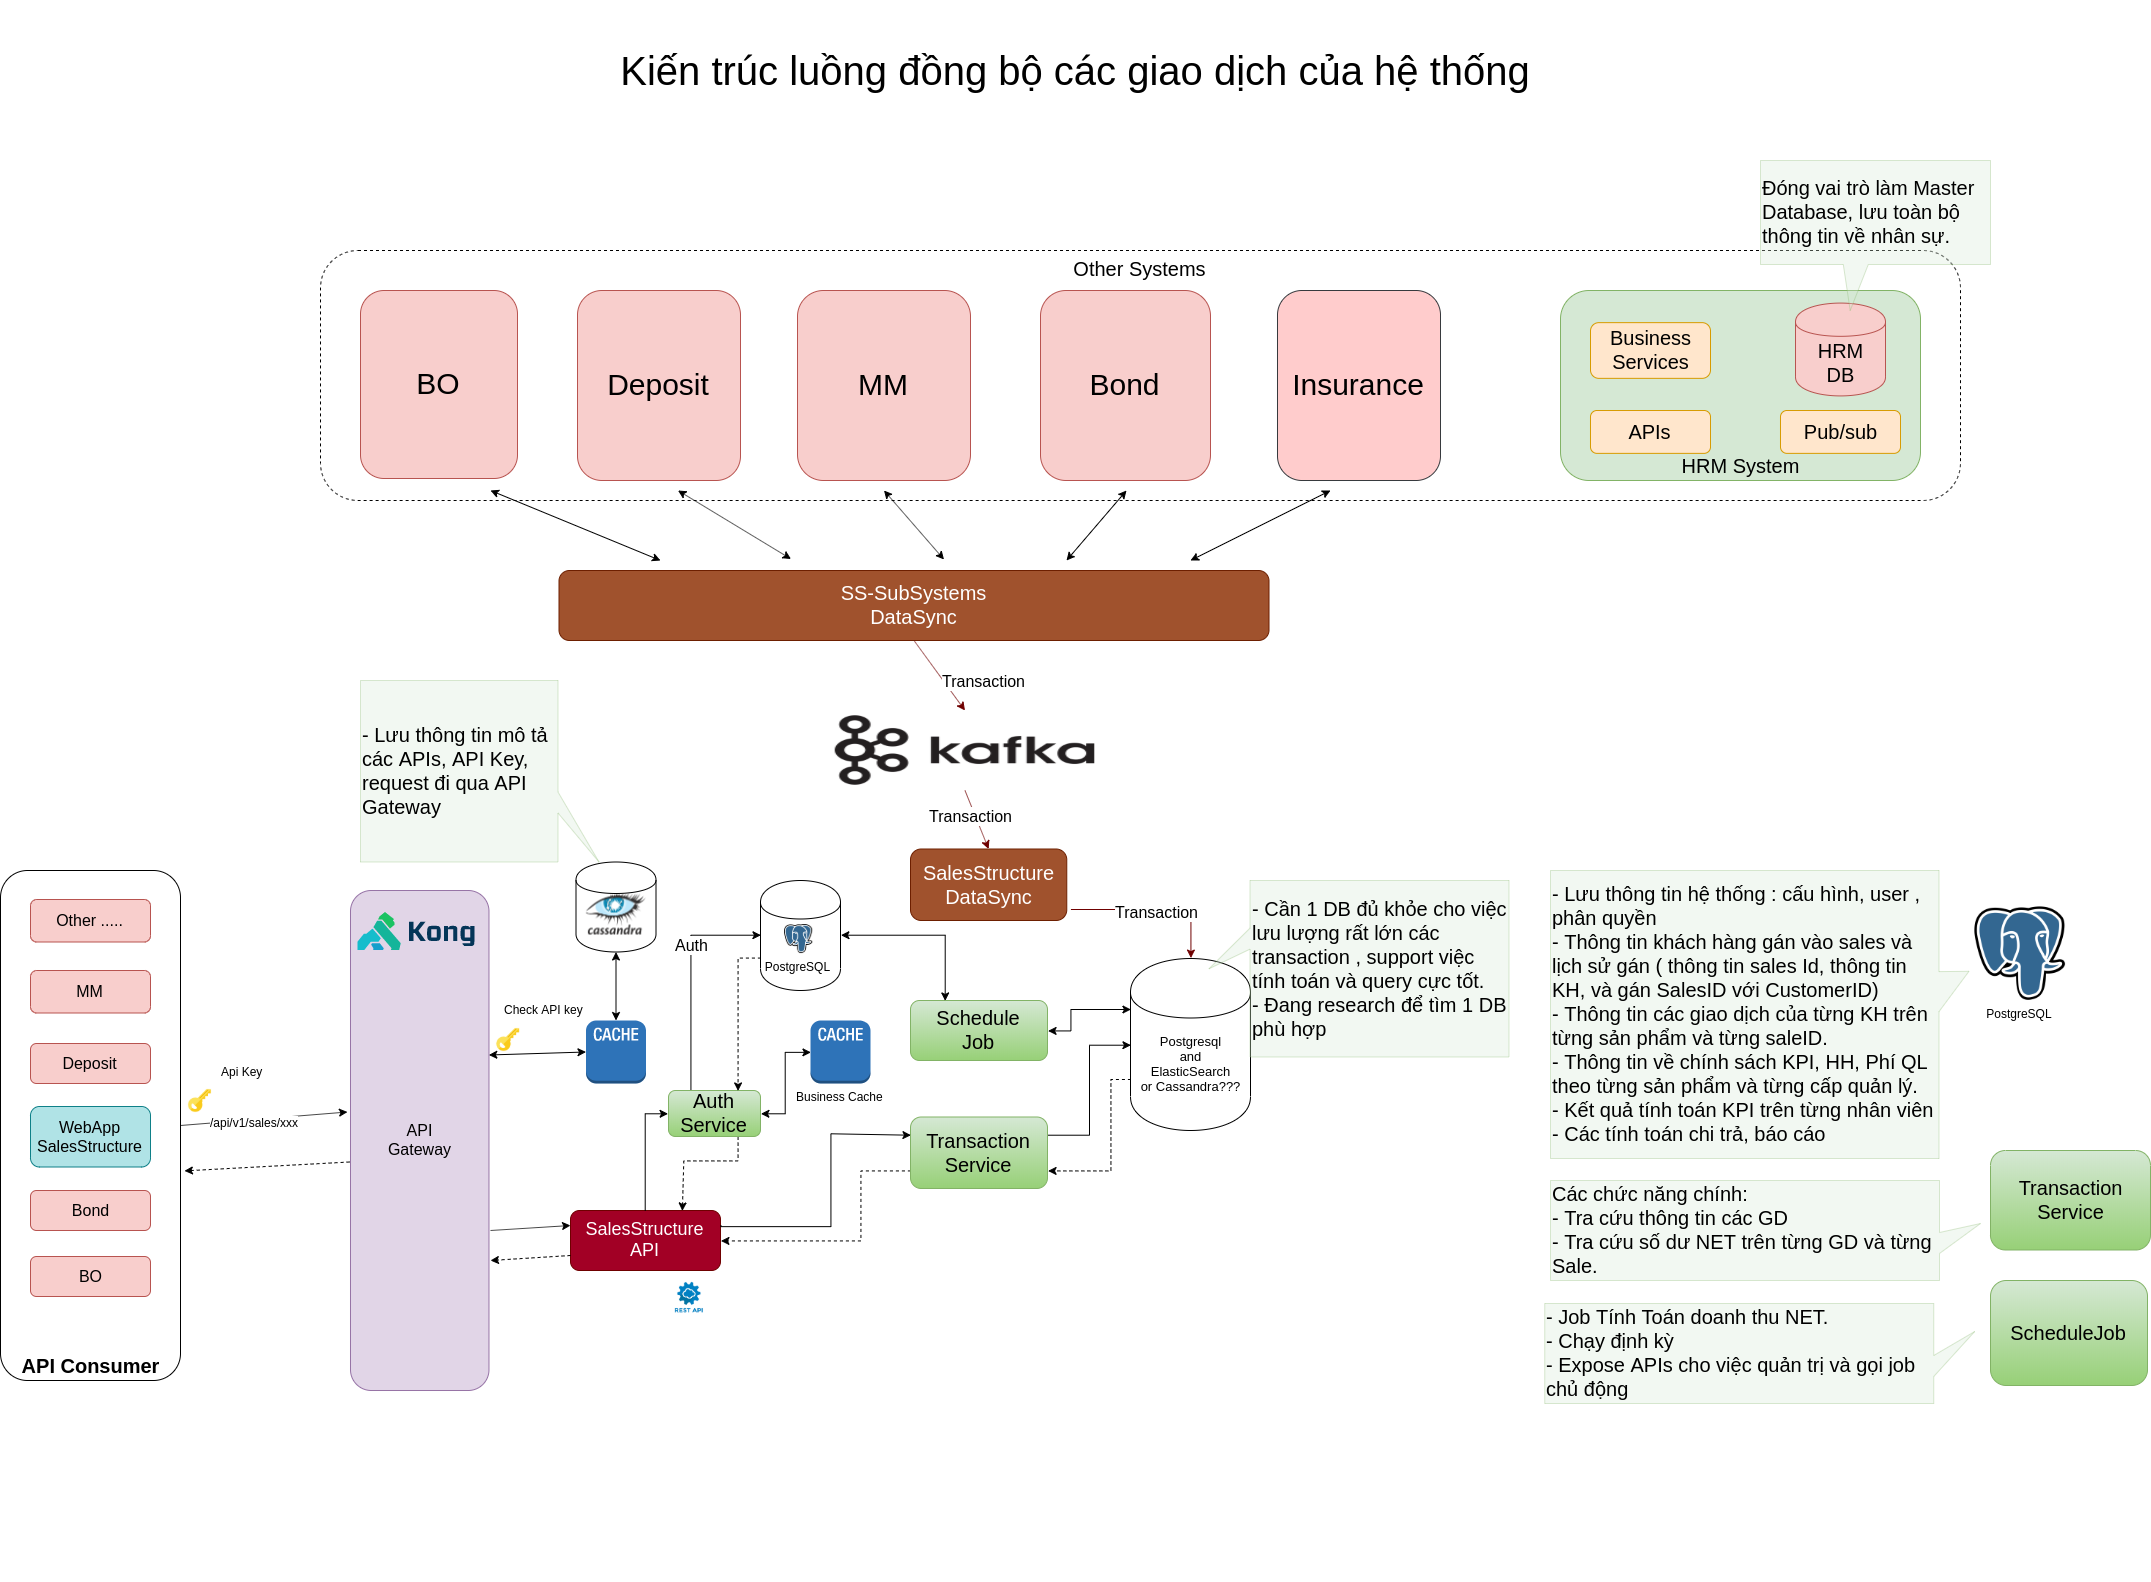 Kiến trúc luồng đồng bộ các giao dịch của hệ thống
Đóng vai trò làm Master
Database, lưu toàn bộ
thông tin về nhân sự.
Other Systems
BO
Deposit
MM
Bond
Insurance
Business
Services
HRM
DB
APIs
Pub/sub
HRM System
SS-SubSystems
DataSync
Transaction
kafka
Transaction
- Lưu thông tin mô tả
các APIs, API Key,
request đi qua API
Gateway
SalesStructure
DataSync
Transaction
Other .....
MM
Deposit
WebApp
SalesStructure
Bond
BO
API Consumer
Api Key
/api/v1/sales/xxx
Kong
API
Gateway
cassandra
Check API key
CACHE
Auth
PostgreSQL
CACHE
Business Cache
Auth
Service
SalesStructure
API
REST API
Schedule
Job
Transaction
Service
Postgresql
and
ElasticSearch
or Cassandra???
- Cần 1 DB đủ khỏe cho việc
lưu lượng rất lớn các
transaction , support việc
tính toán và query cực tốt.
- Đang research để tìm 1 DB
phù hợp
- Lưu thông tin hệ thống : cấu hình, user ,
phân quyền
- Thông tin khách hàng gán vào sales và
lịch sử gán ( thông tin sales Id, thông tin
KH, và gán SalesID với CustomerID)
- Thông tin các giao dịch của từng KH trên
từng sản phẩm và từng saleID.
- Thông tin về chính sách KPI, HH, Phí QL
theo từng sản phẩm và từng cấp quản lý.
- Kết quả tính toán KPI trên từng nhân viên
- Các tính toán chi trả, báo cáo
PostgreSQL
Các chức năng chính:
- Tra cứu thông tin các GD
- Tra cứu số dư NET trên từng GD và từng
Sale.
Transaction
Service
- Job Tính Toán doanh thu NET.
- Chạy định kỳ
- Expose APIs cho việc quản trị và gọi job
chủ động
ScheduleJob